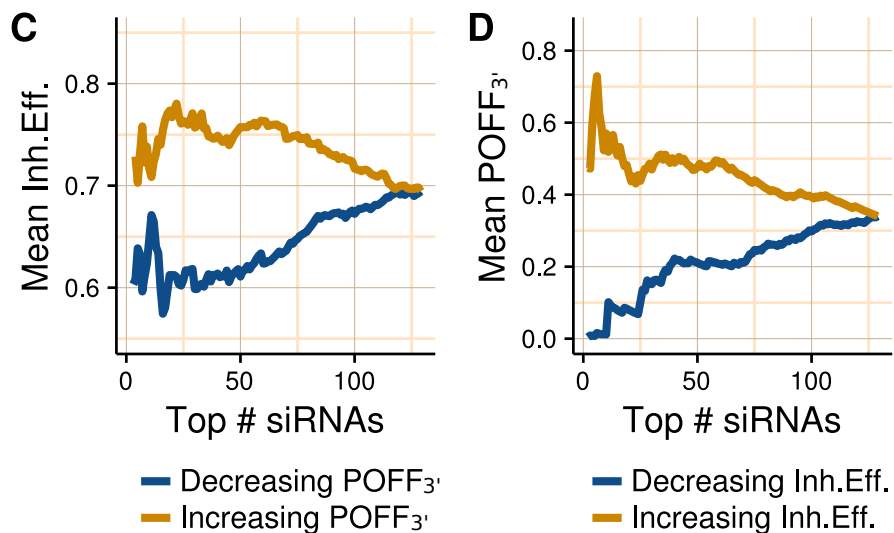 C
Mean Inh.Eff.
0.8
0.7
0.6
0
50
100
Top # siRNAs
Decreasing POFF3'
Increasing POFF3'
D
Mean POFF3'
0.8
0.6
0.4
0.2
0.0
0
50
100
Top # siRNAs
Decreasing Inh.Eff.
Increasing Inh.Eff.